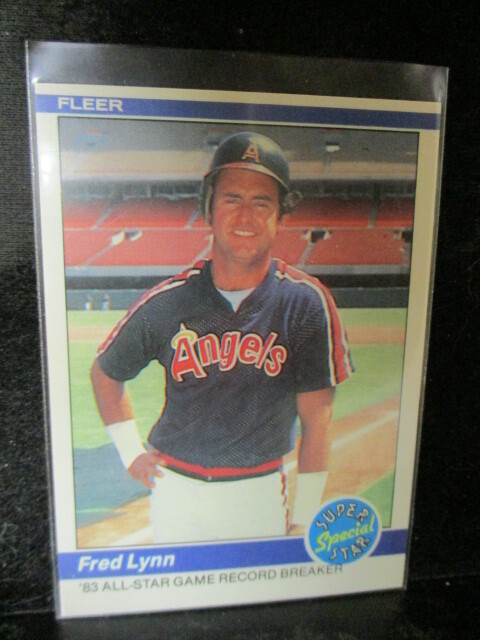 FLEER
A
Angels
SUPER
Special
STAR
Fred Lynn
'83 ALL-STAR GAME RECORD BREAKER